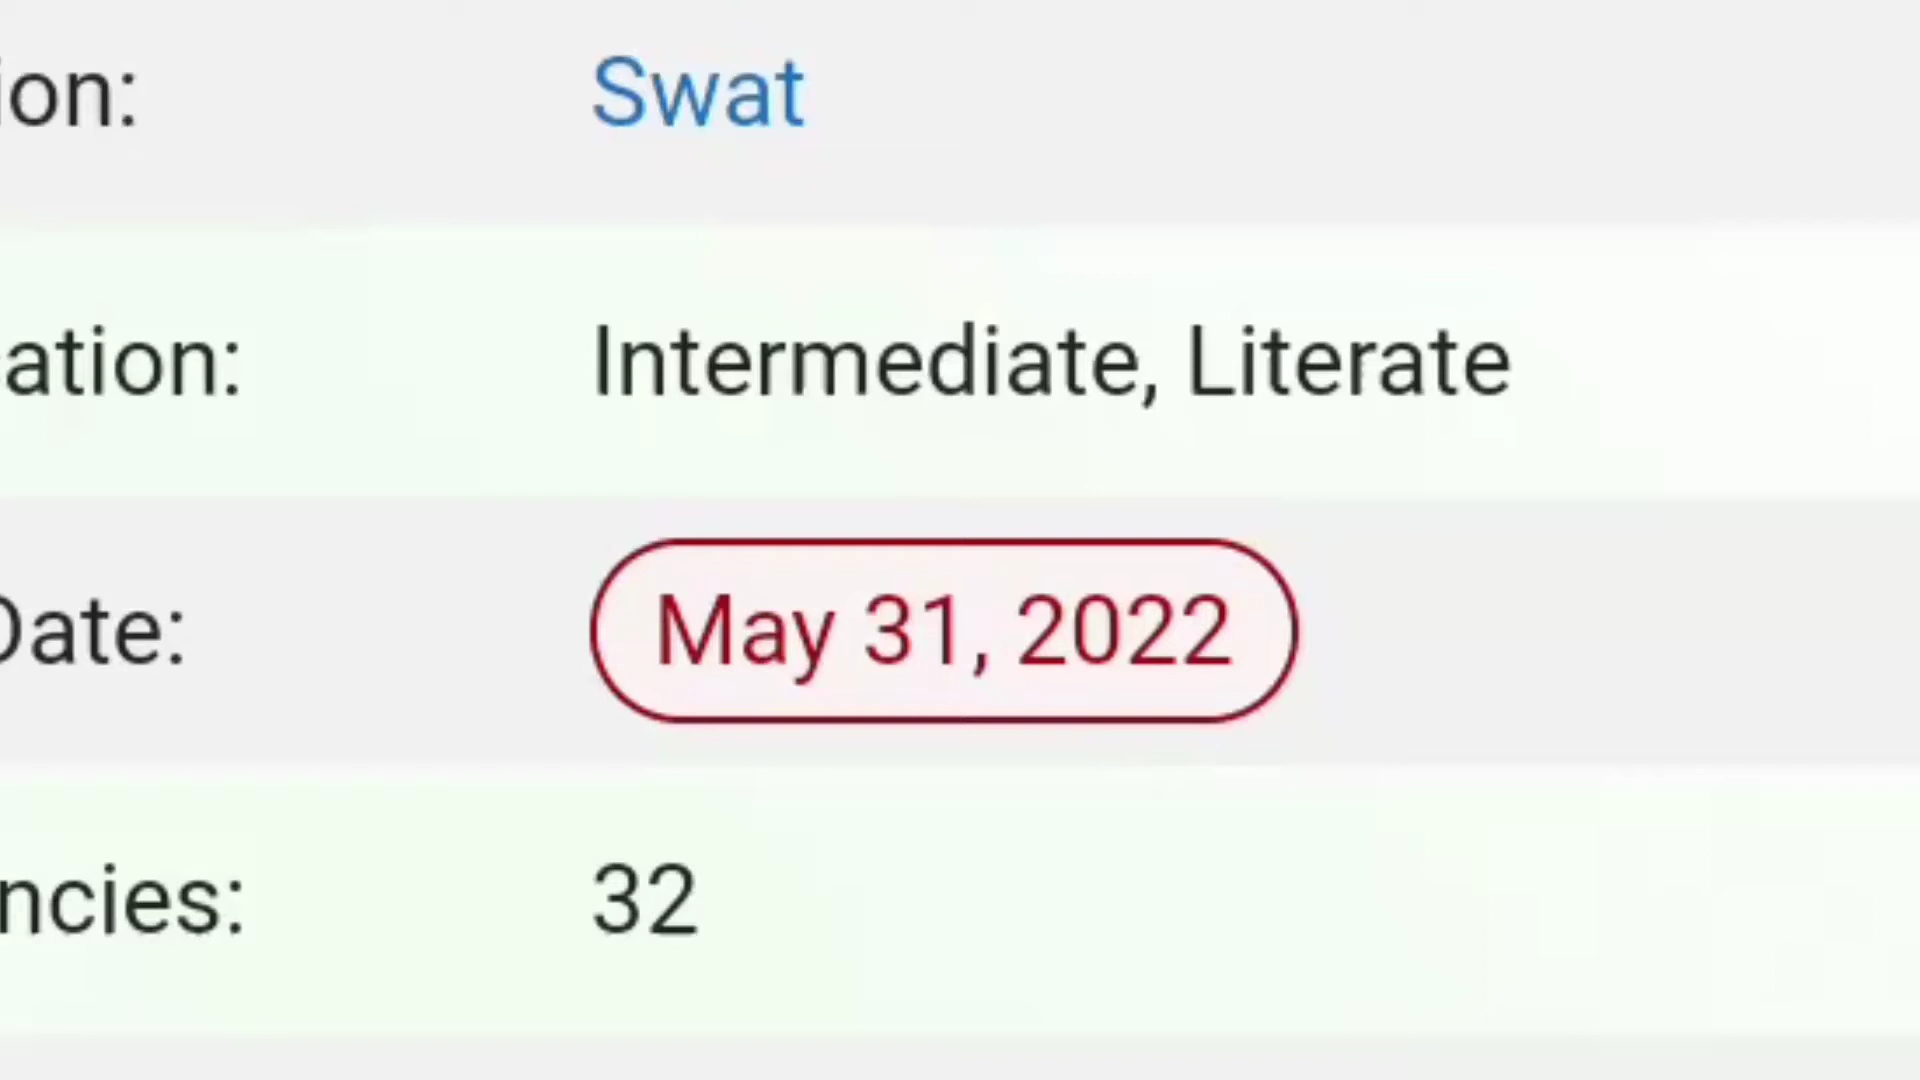 ion: Swat
ation: Intermediate, Literate
Date: May 31, 2022
ncies: 32